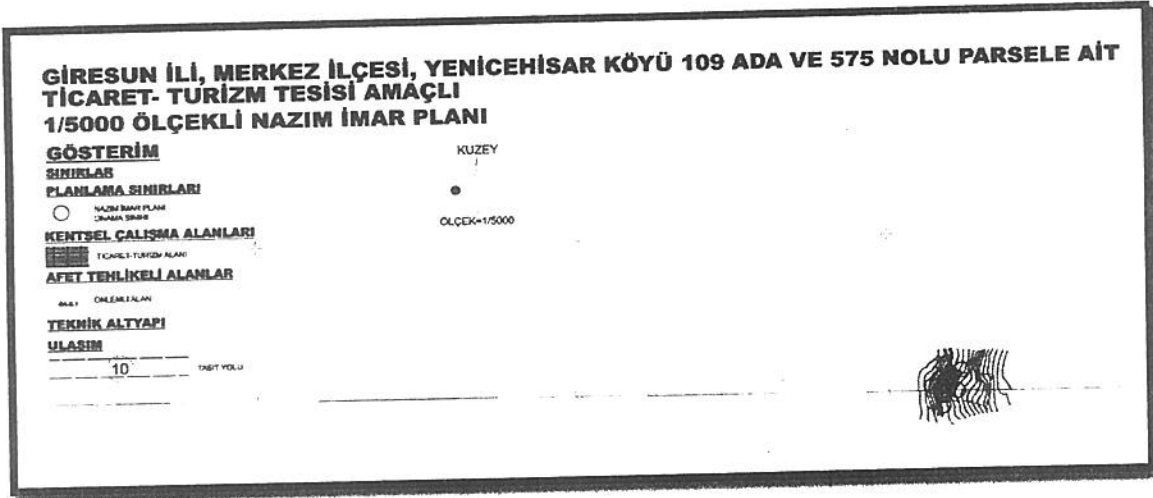 GİRESUN İLİ, MERKEZ İLÇESİ, YENİCEHİSAR KÖYÜ 109 ADA VE 575 NOLU PARSELE AİT
TİCARET- TURİZM TESİSİ AMAÇLI
1/5000 ÖLÇEKLİ NAZIM İMAR PLANI
GÖSTERİM
KUZEY
SINIRLAR
PLANLAMA SINIRLARI
NAZIM İMAR PLANI
ONAMA SINIRI
ÖLÇEK=1/5000
KENTSEL ÇALIŞMA ALANLARI
TİCARET-TURİZM ALANI
AFET TEHLİKELİ ALANLAR
ÖNLEMLİ ALAN
TEKNİK ALTYAPI
ULAŞIM
10
TAŞIT YOLU